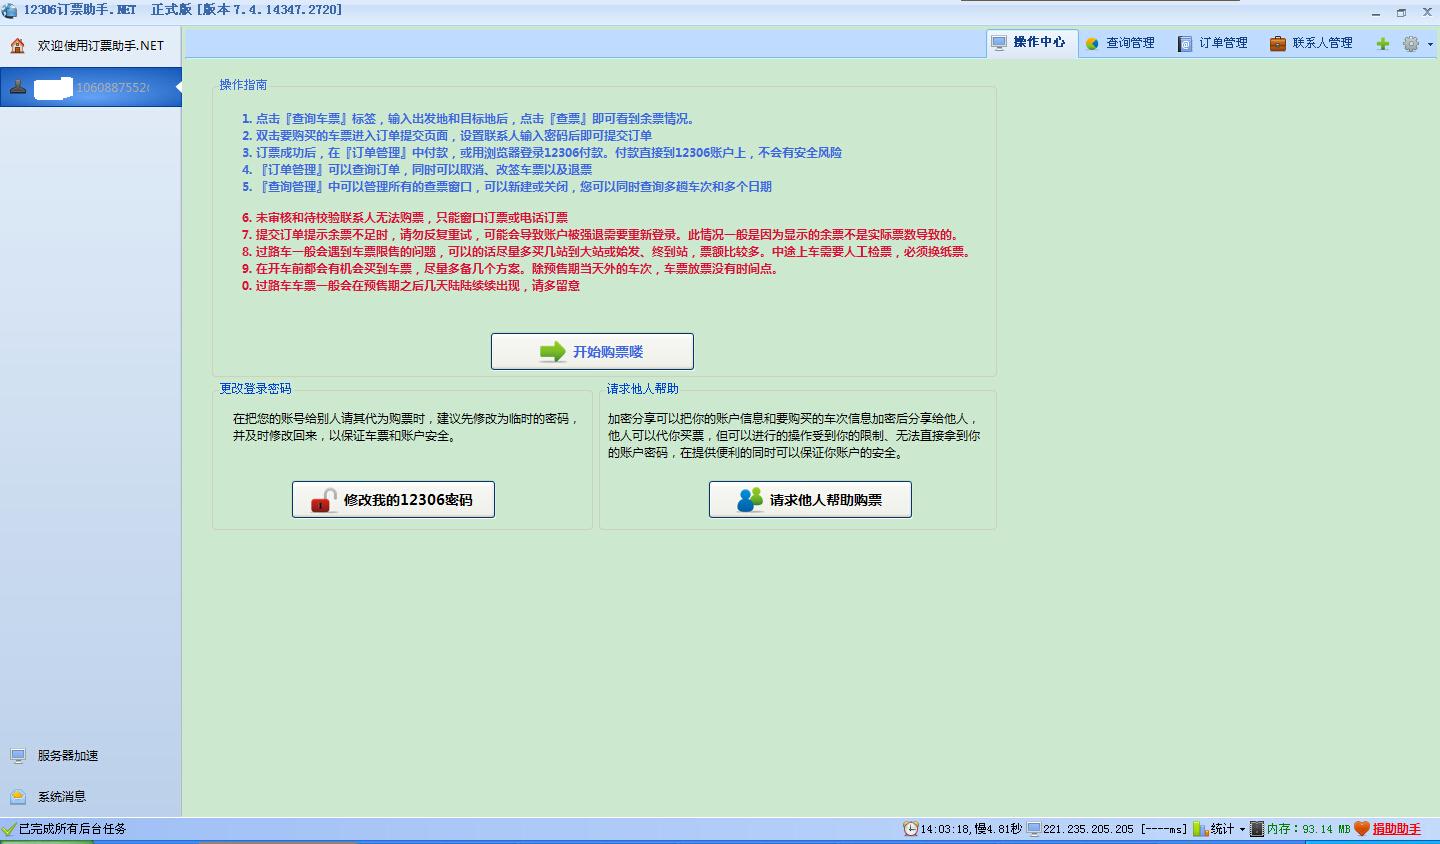 12306订票助手.NET 正式版 [版本 7.4.14347.2720]
欢迎使用订票助手.NET
操作中心
查询管理
订单管理
联系人管理
1060887552
操作指南
1. 点击『查询车票』标签，输入出发地和目标地后，点击『查票』即可看到余票情况。
2. 双击要购买的车票进入订单提交页面，设置联系人输入密码后即可提交订单
3. 订票成功后，在『订单管理』中付款，或用浏览器登录12306付款。付款直接到12306账户上，不会有安全风险
4. 『订单管理』可以查询订单，同时可以取消、改签车票以及退票
5. 『查询管理』中可以管理所有的查票窗口，可以新建或关闭，您可以同时查询多趟车次和多个日期
6. 未审核和待校验联系人无法购票，只能窗口订票或电话订票
7. 提交订单提示余票不足时，请勿反复重试，可能会导致账户被强退需要重新登录。此情况一般是因为显示的余票不是实际票数导致的。
8. 过路车一般会遇到车票限售的问题，可以的话尽量多买几站到大站或始发、终到站，票额比较多。中途上车需要人工检票，必须换纸票。
9. 在开车前都会有机会买到车票，尽量多备几个方案。除预售期当天外的车次，车票放票没有时间点。
0. 过路车车票一般会在预售期之后几天陆陆续续出现，请多留意
开始购票喽
更改登录密码
在把您的账号给别人请其代为购票时，建议先修改为临时的密码，
并及时修改回来，以保证车票和账户安全。
修改我的12306密码
请求他人帮助
加密分享可以把你的账户信息和要购买的车次信息加密后分享给他人，
他人可以代你买票，但可以进行的操作受到你的限制、无法直接拿到你
的账户密码，在提供便利的同时可以保证你账户的安全。
请求他人帮助购票
服务器加速
系统消息
已完成所有后台任务
14:03:18,慢4.81秒
221.235.205.205 [----ms]
统计
内存：93.14 MB
捐助助手